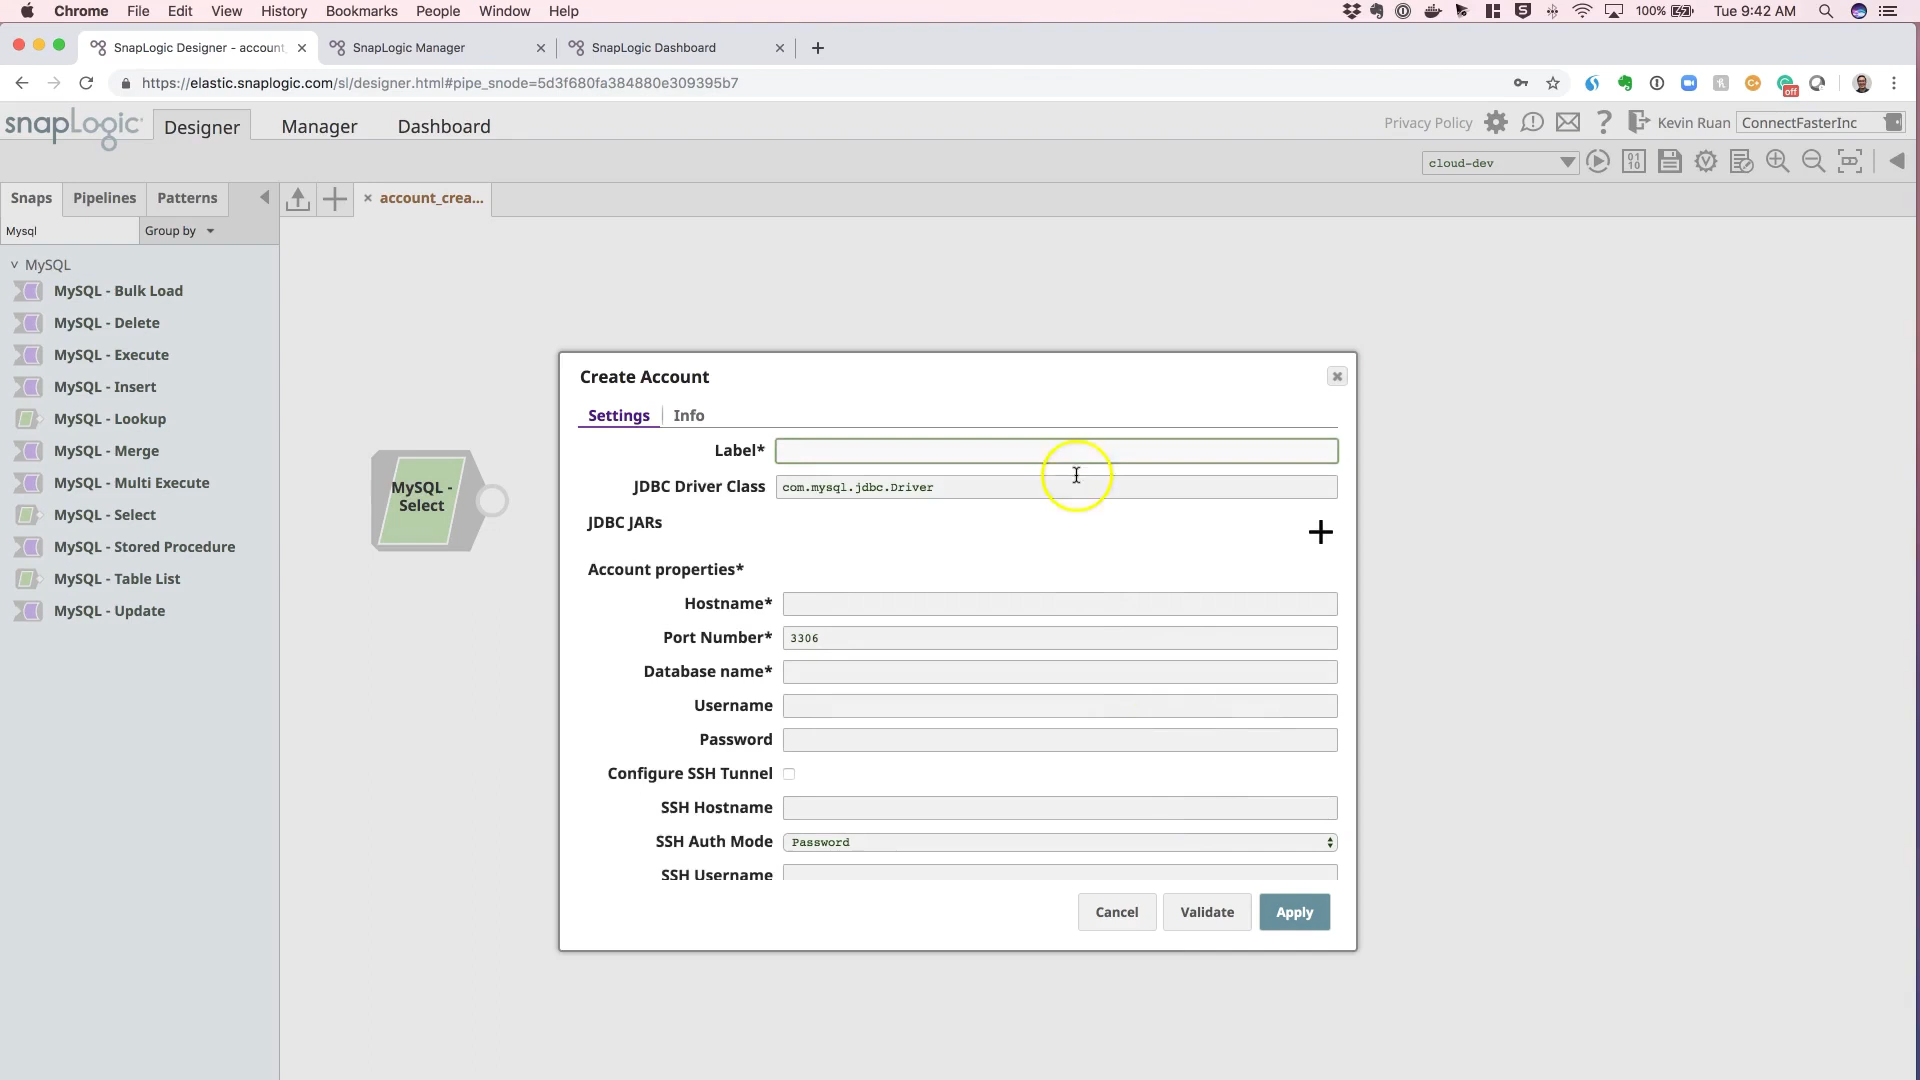 Chrome File Edit View History Bookmarks People Window Help 100% Tue 9:42 AM
SnapLogic Designer - account_ SnapLogic Manager SnapLogic Dashboard
https://elastic.snaplogic.com/sl/designer.html#pipe_snode=5d3f680fa384880e309395b7 off
snapLogic Designer Manager Dashboard Privacy Policy Kevin Ruan ConnectFasterInc
cloud-dev
Snaps Pipelines Patterns account_crea...
Mysql Group by
MySQL
MySQL - Bulk Load
MySQL - Delete
MySQL - Execute
MySQL - Insert
MySQL - Lookup
MySQL - Merge
MySQL - Multi Execute
MySQL - Select
MySQL - Stored Procedure
MySQL - Table List
MySQL - Update
MySQL -
Select
Create Account
Settings Info
Label*
JDBC Driver Class com.mysql.jdbc.Driver
JDBC JARs
Account properties*
Hostname*
Port Number* 3306
Database name*
Username
Password
Configure SSH Tunnel
SSH Hostname
SSH Auth Mode Password
SSH Username
Cancel Validate Apply